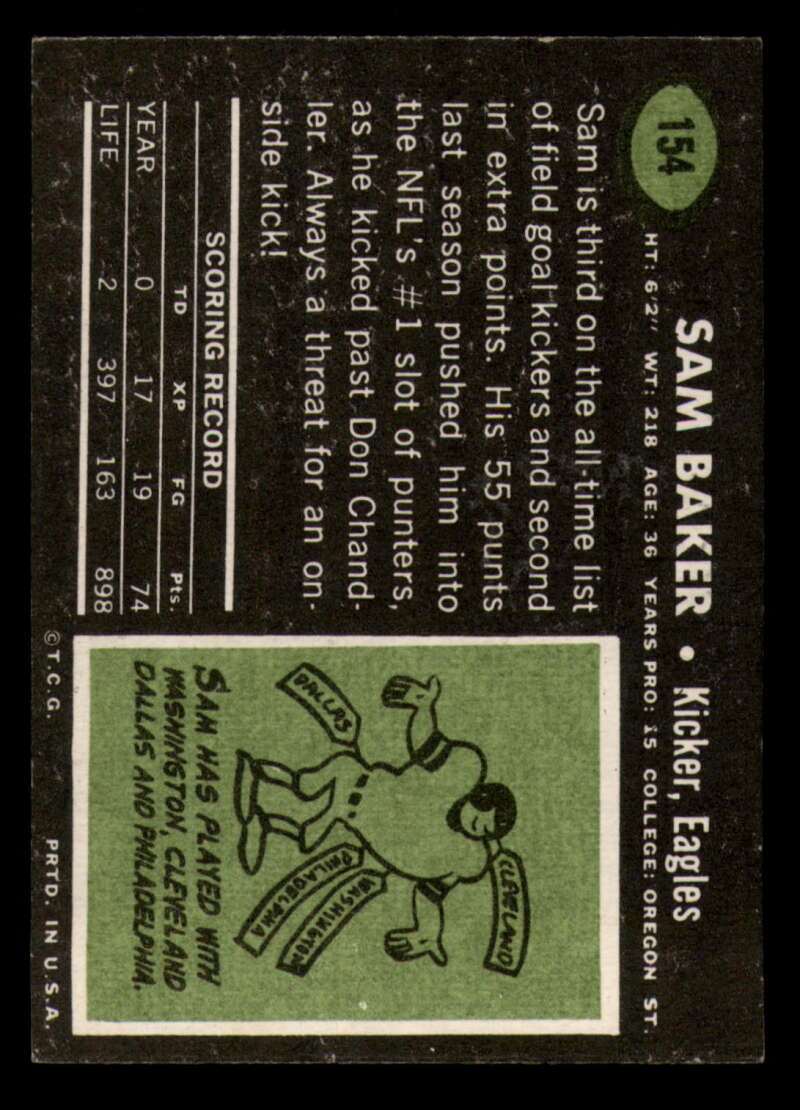 154
SAM BAKER • Kicker, Eagles
HT: 6'2" WT: 218 AGE: 36 YEARS PRO: 15 COLLEGE: OREGON ST.
Sam is third on the all-time list
of field goal kickers and second
in extra points. His 55 punts
last season pushed him into
the NFL's #1 slot of punters,
as he kicked past Don Chand-
ler. Always a threat for an on-
side kick!
SCORING RECORD
TD XP FG Pts.
YEAR 0 17 19 74
LIFE 2 397 163 898
CLEVELAND
DALLAS
WASHINGTON
PHILADELPHIA
SAM HAS PLAYED WITH
WASHINGTON, CLEVELAND
DALLAS AND PHILADELPHIA.
©T.C.G. PRTD. IN U.S.A.